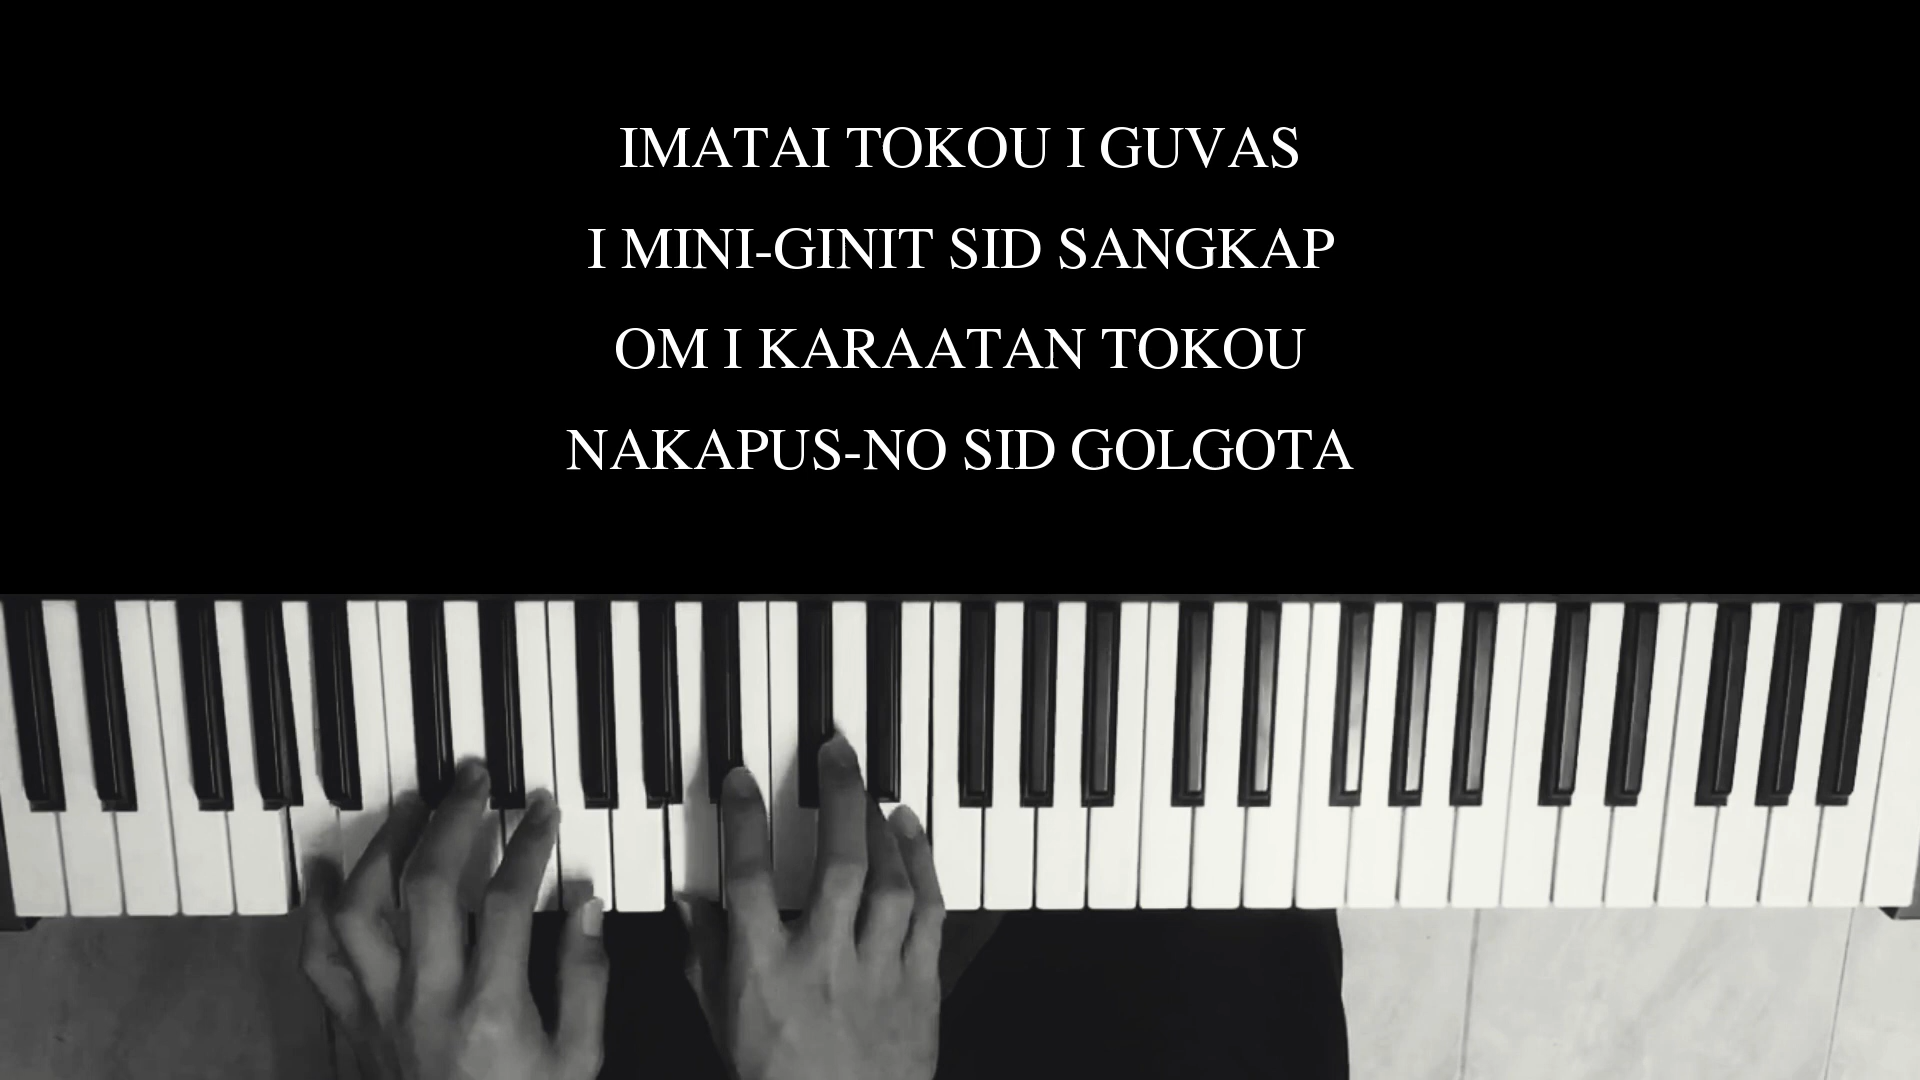 IMATAI TOKOU I GUVAS
I MINI-GINIT SID SANGKAP
OM I KARAATAN TOKOU
NAKAPUS-NO SID GOLGOTA